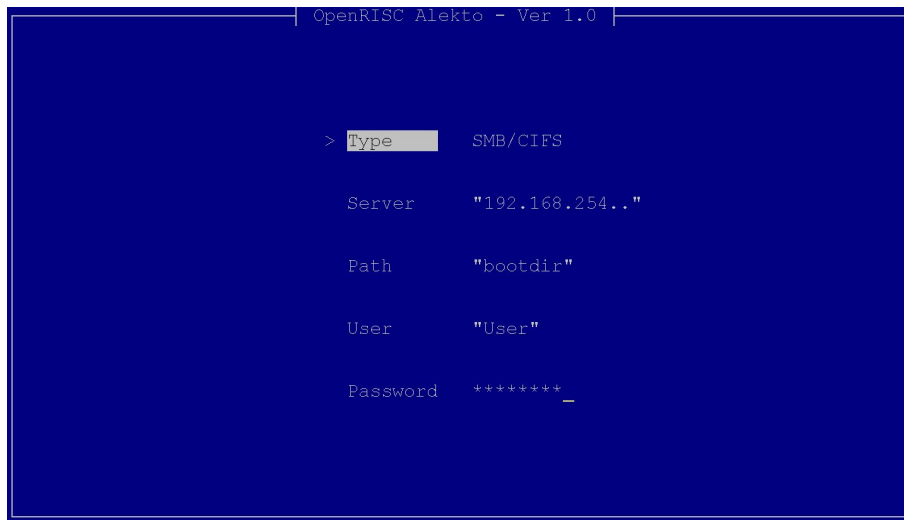 OpenRISC Alekto - Ver 1.0
> Type SMB/CIFS
Server "192.168.254.."
Path "bootdir"
User "User"
Password ********_